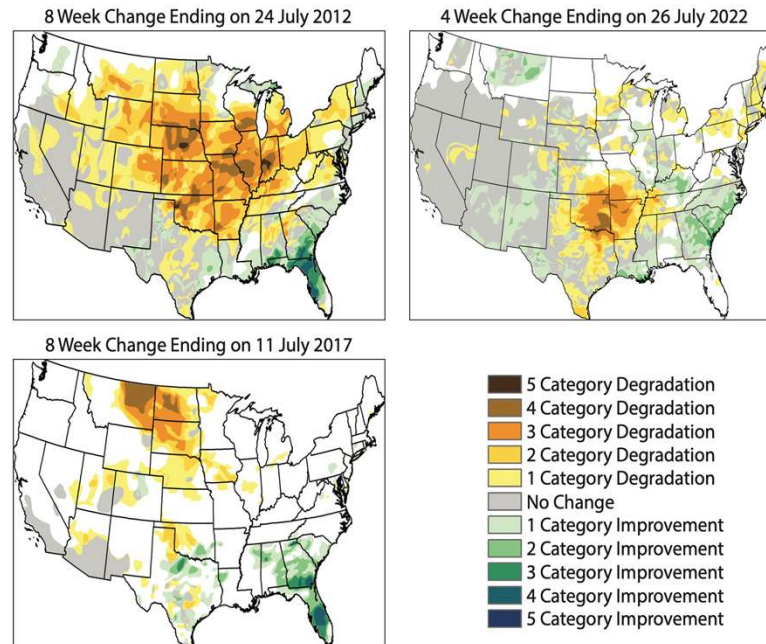 8 Week Change Ending on 24 July 2012
4 Week Change Ending on 26 July 2022
8 Week Change Ending on 11 July 2017
5 Category Degradation
4 Category Degradation
3 Category Degradation
2 Category Degradation
1 Category Degradation
No Change
1 Category Improvement
2 Category Improvement
3 Category Improvement
4 Category Improvement
5 Category Improvement